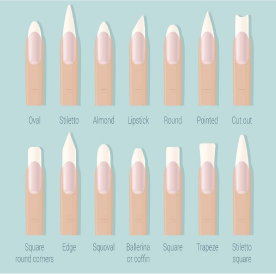 Oval Stiletto Almond Lipstick Round Pointed Cut out
Square Edge Squoval Ballerina Square Trapeze Stiletto
round corners or coffin square